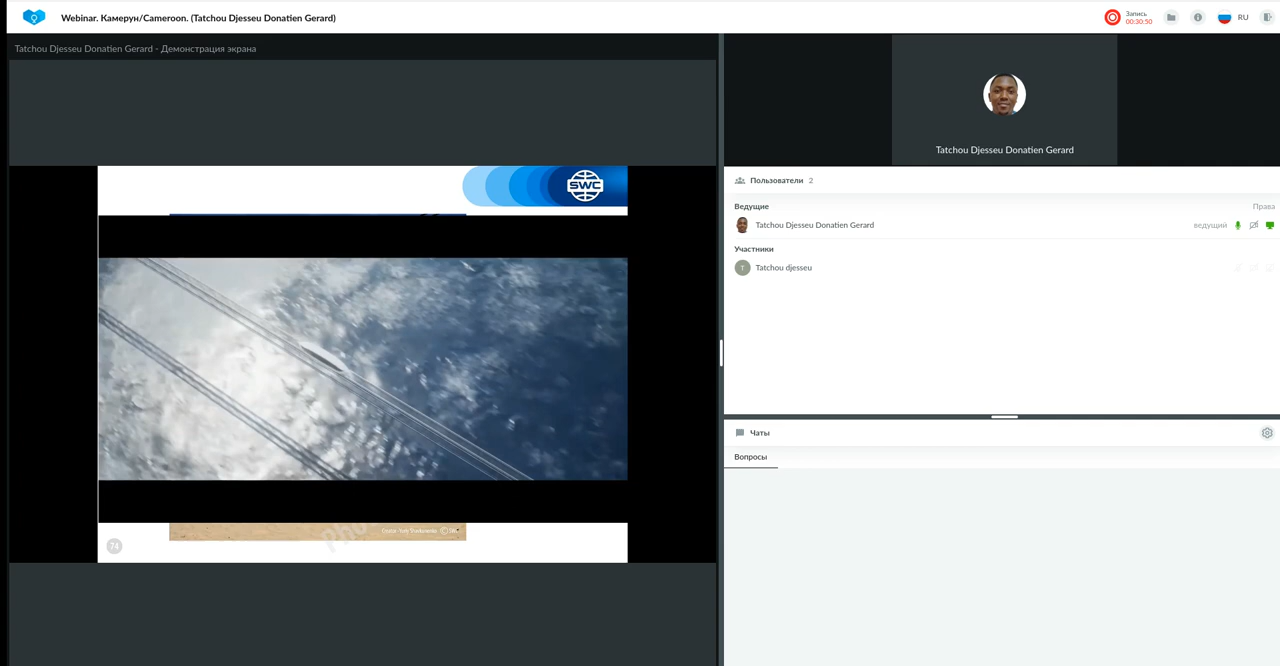 Webinar. Камерун/Cameroon. (Tatchou Djesseu Donatien Gerard)
Запись
00:30:50
RU
Tatchou Djesseu Donatien Gerard - Демонстрация экрана
SWC
74
Tatchou Djesseu Donatien Gerard
Пользователи 2
Ведущие Права
Tatchou Djesseu Donatien Gerard ведущий
Участники
T Tatchou djesseu
Чаты
Вопросы